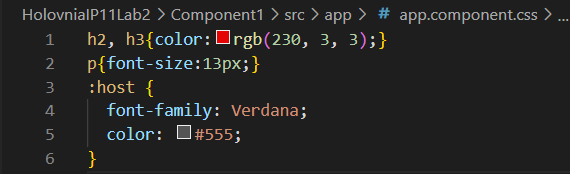 HolovniaIP11Lab2 > Component1 > src > app > # app.component.css > ...
1 h2, h3{color:rgb(230, 3, 3);}
2 p{font-size:13px;}
3 :host {
4 font-family: Verdana;
5 color: #555;
6 }